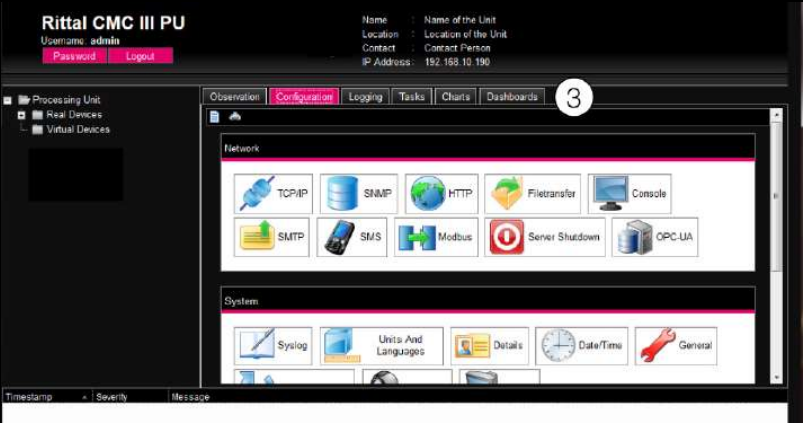 Rittal CMC III PU
Username: admin
Password Logout
Name : Name of the Unit
Location : Location of the Unit
Contact : Contact Person
IP Address : 192.168.10.190
Processing Unit
Real Devices
Virtual Devices
Observation Configuration Logging Tasks Charts Dashboards 3
Network
TCP/IP SNMP HTTP Filetransfer Console
SMTP SMS Modbus Server Shutdown OPC-UA
System
Syslog Units And Languages Details Date/Time General
Timestamp Severity Message